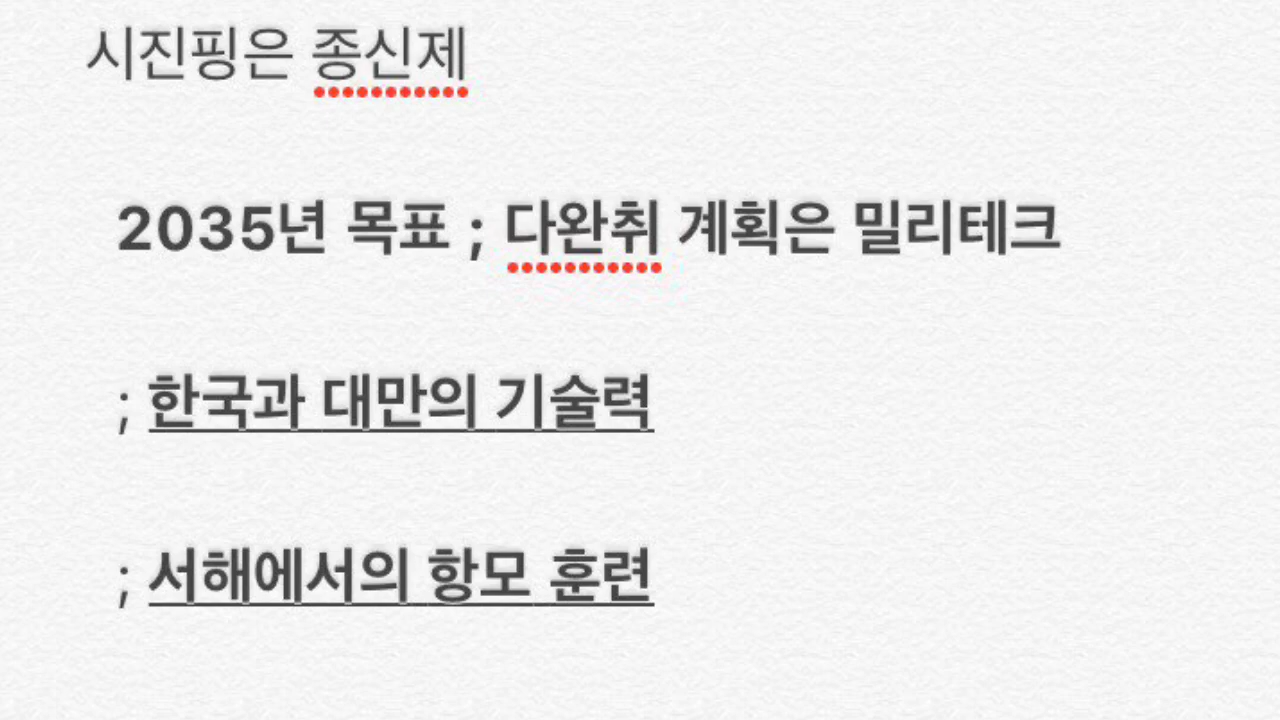 시진핑은 종신제
2035년 목표 ; 다완취 계획은 밀리테크
; 한국과 대만의 기술력
; 서해에서의 항모 훈련